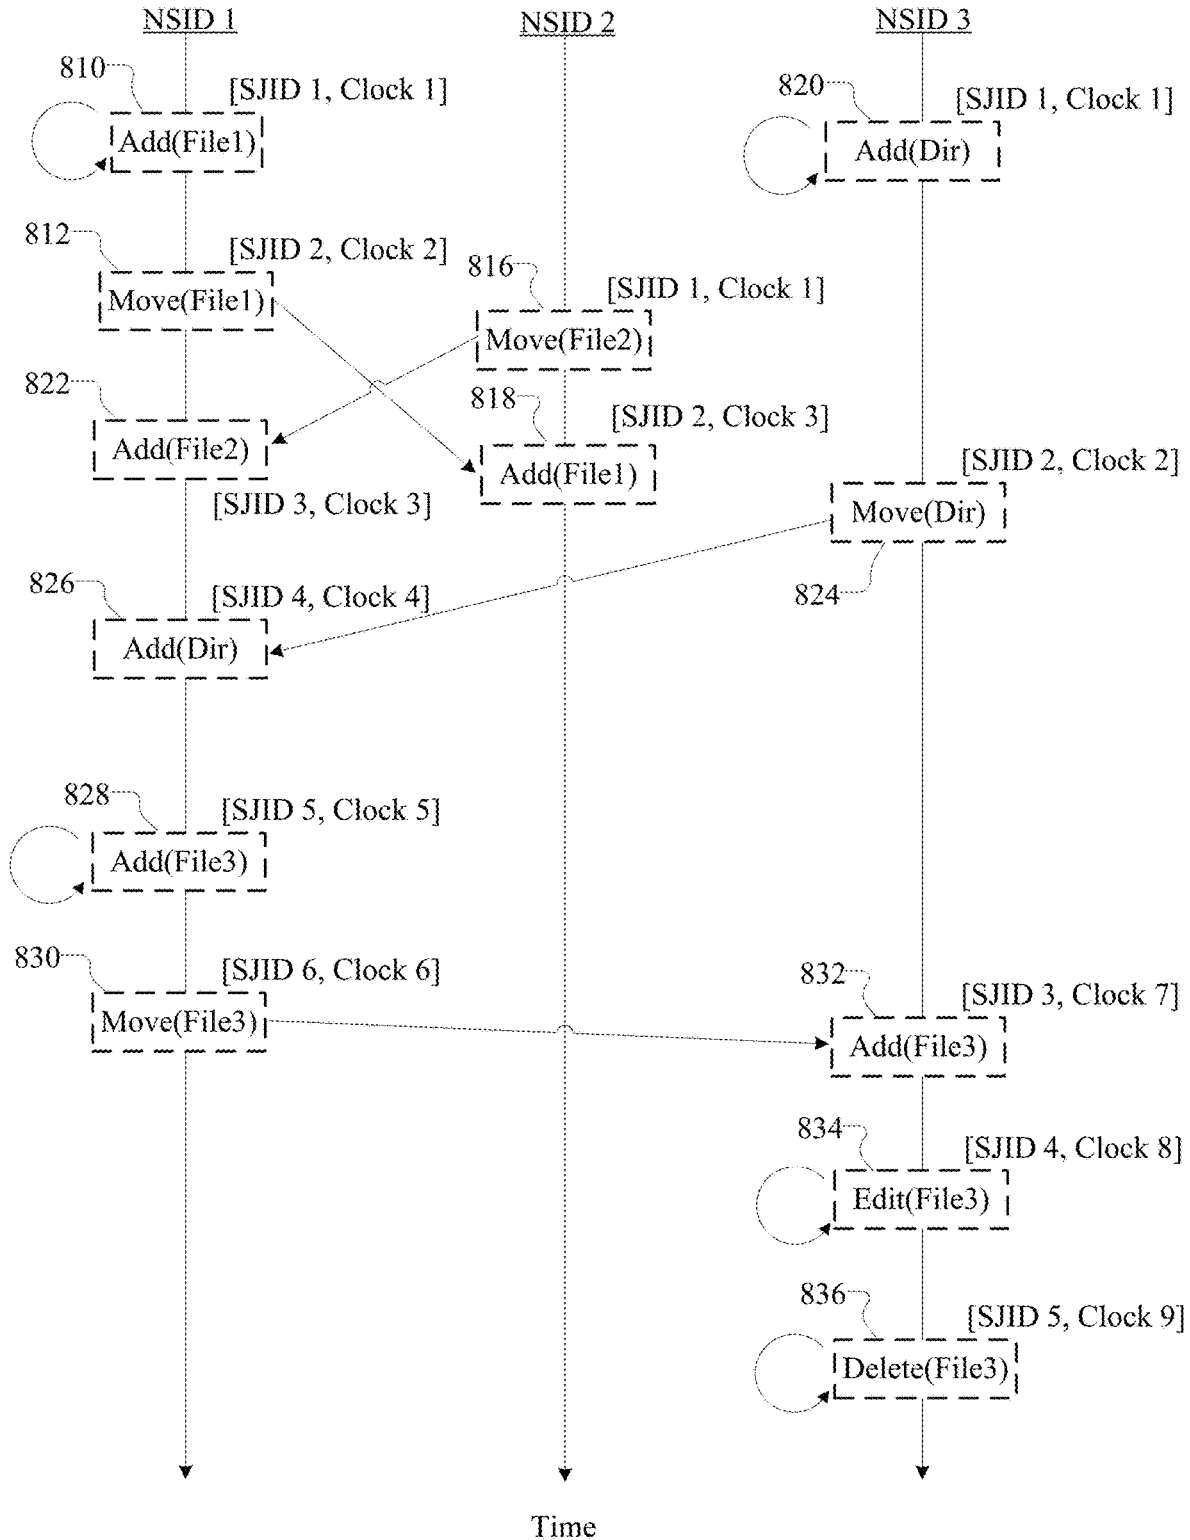 NSID 1
NSID 2
NSID 3
810
[SJID 1, Clock 1]
Add(File1)
820
[SJID 1, Clock 1]
Add(Dir)
812
[SJID 2, Clock 2]
Move(File1)
816
[SJID 1, Clock 1]
Move(File2)
822
Add(File2)
[SJID 3, Clock 3]
818
[SJID 2, Clock 3]
Add(File1)
[SJID 2, Clock 2]
Move(Dir)
824
826
[SJID 4, Clock 4]
Add(Dir)
828
[SJID 5, Clock 5]
Add(File3)
830
[SJID 6, Clock 6]
Move(File3)
832
[SJID 3, Clock 7]
Add(File3)
834
[SJID 4, Clock 8]
Edit(File3)
836
[SJID 5, Clock 9]
Delete(File3)
Time